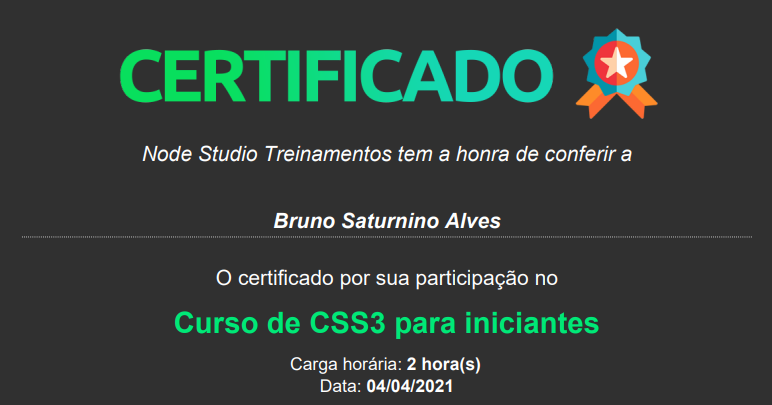 CERTIFICADO
Node Studio Treinamentos tem a honra de conferir a
Bruno Saturnino Alves
O certificado por sua participação no
Curso de CSS3 para iniciantes
Carga horária: 2 hora(s)
Data: 04/04/2021